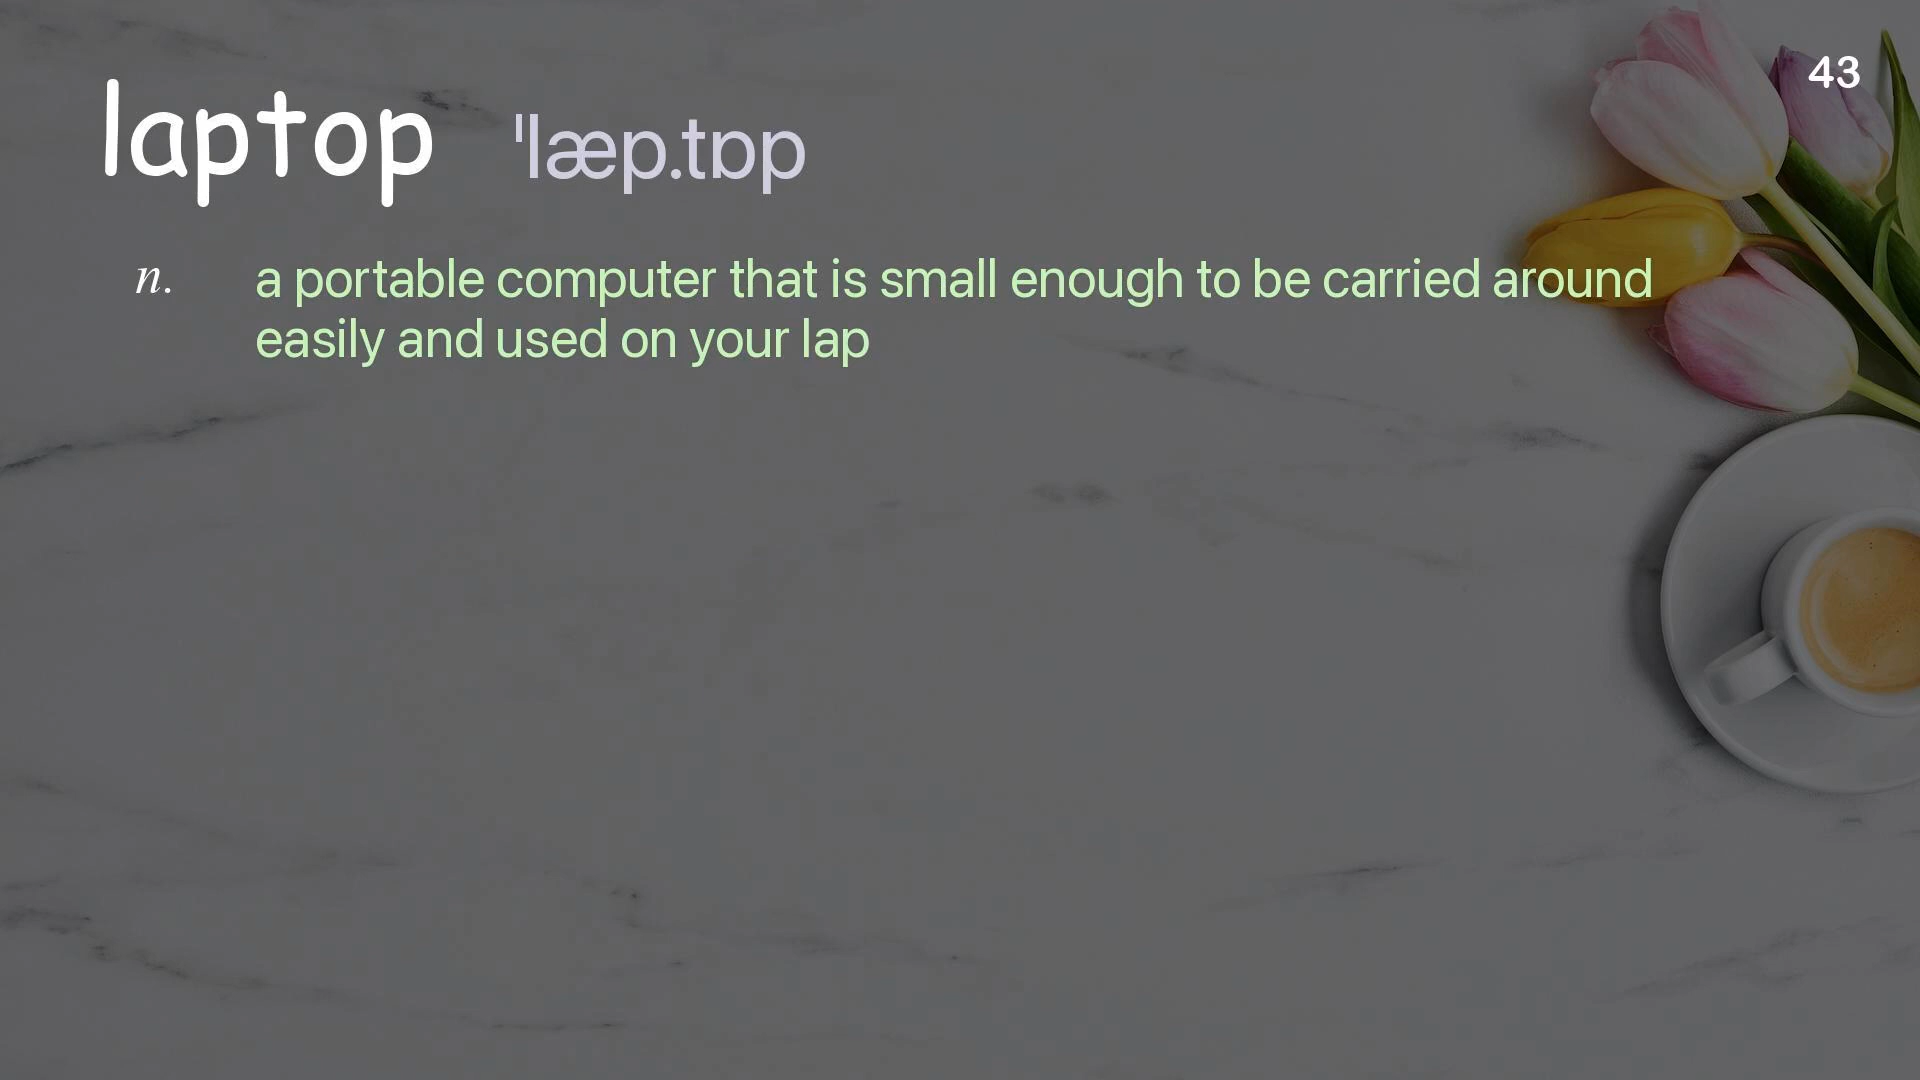 43
laptop ˈlæp.tɒp
n. a portable computer that is small enough to be carried around
easily and used on your lap